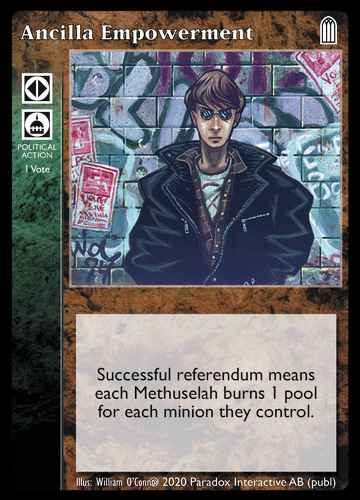 Ancilla Empowerment
POLITICAL
ACTION
1 Vote
Successful referendum means
each Methuselah burns 1 pool
for each minion they control.
Illus: William O'Conn® 2020 Paradox Interactive AB (publ)